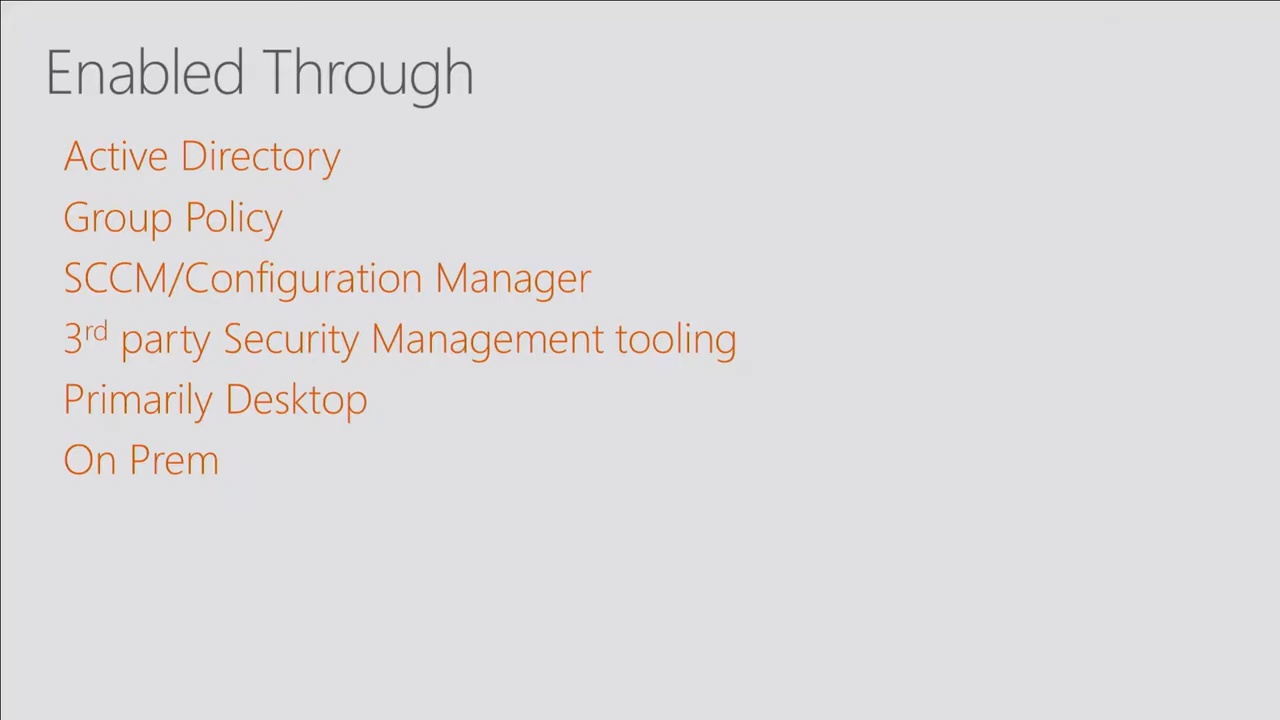 Enabled Through
Active Directory
Group Policy
SCCM/Configuration Manager
3rd party Security Management tooling
Primarily Desktop
On Prem